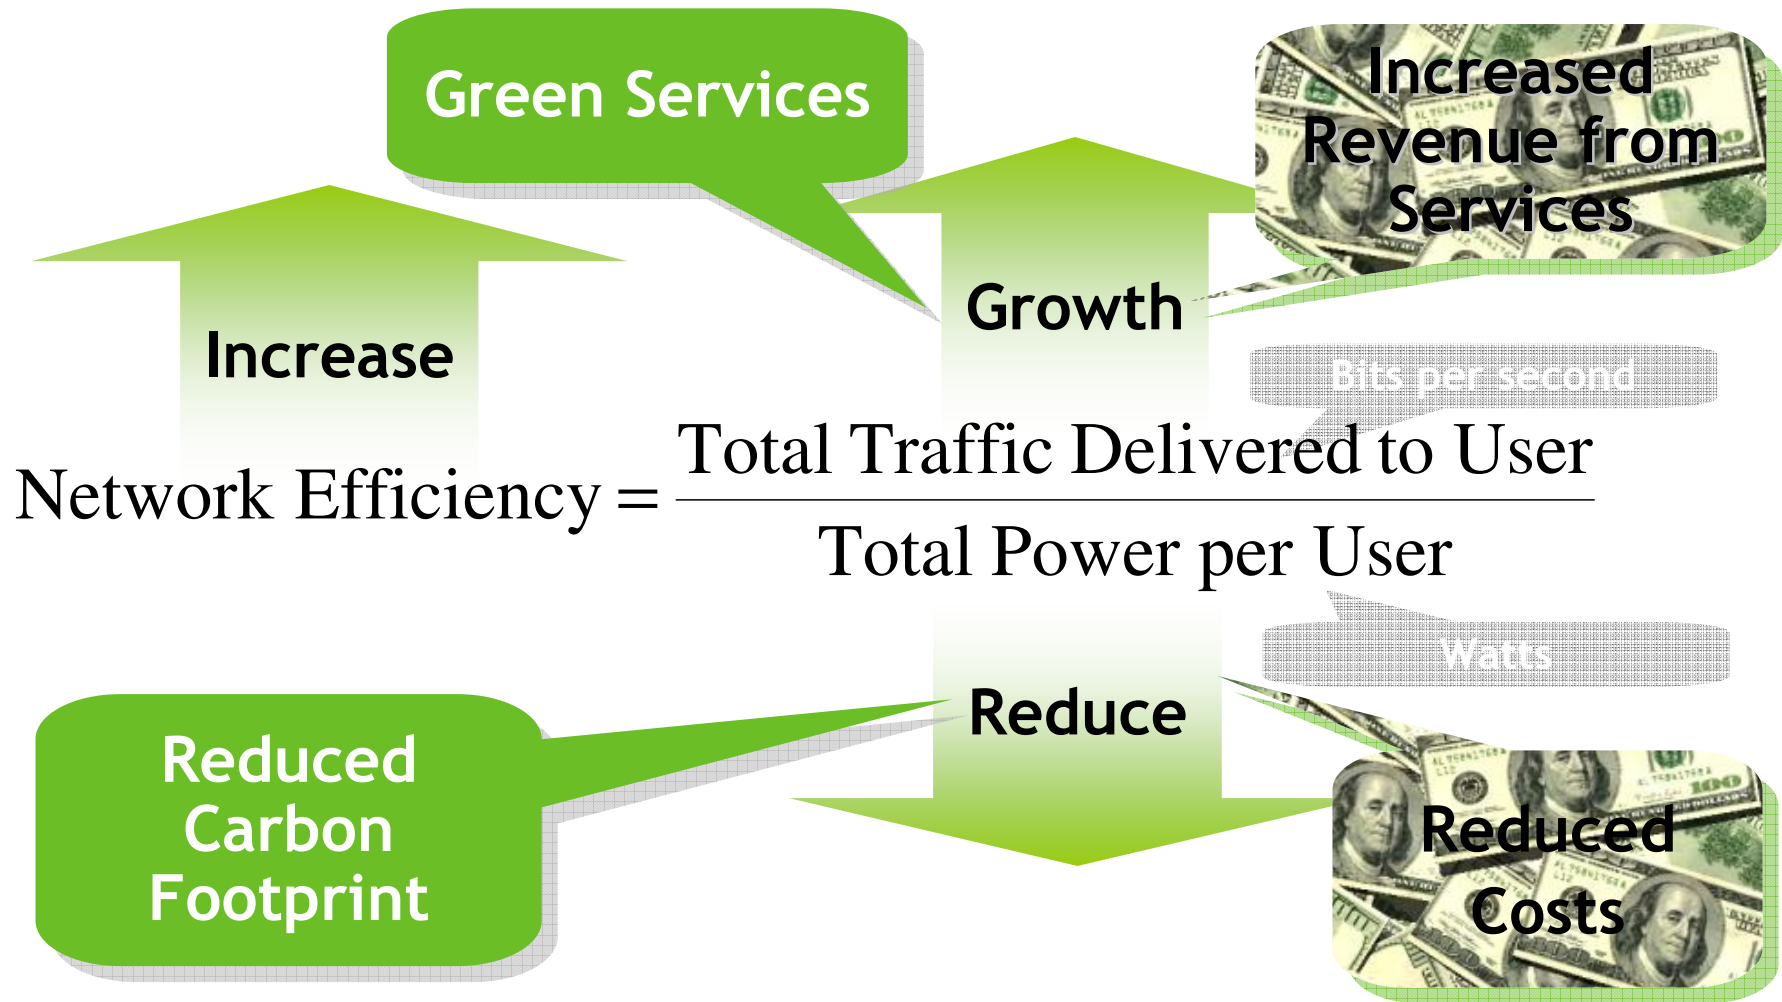 Green Services
Increased
Revenue from
Services
Growth
Increase
Bits per second
Network Efficiency = Total Traffic Delivered to User
Total Power per User
Watts
Reduce
Reduced
Carbon
Footprint
Reduced
Costs